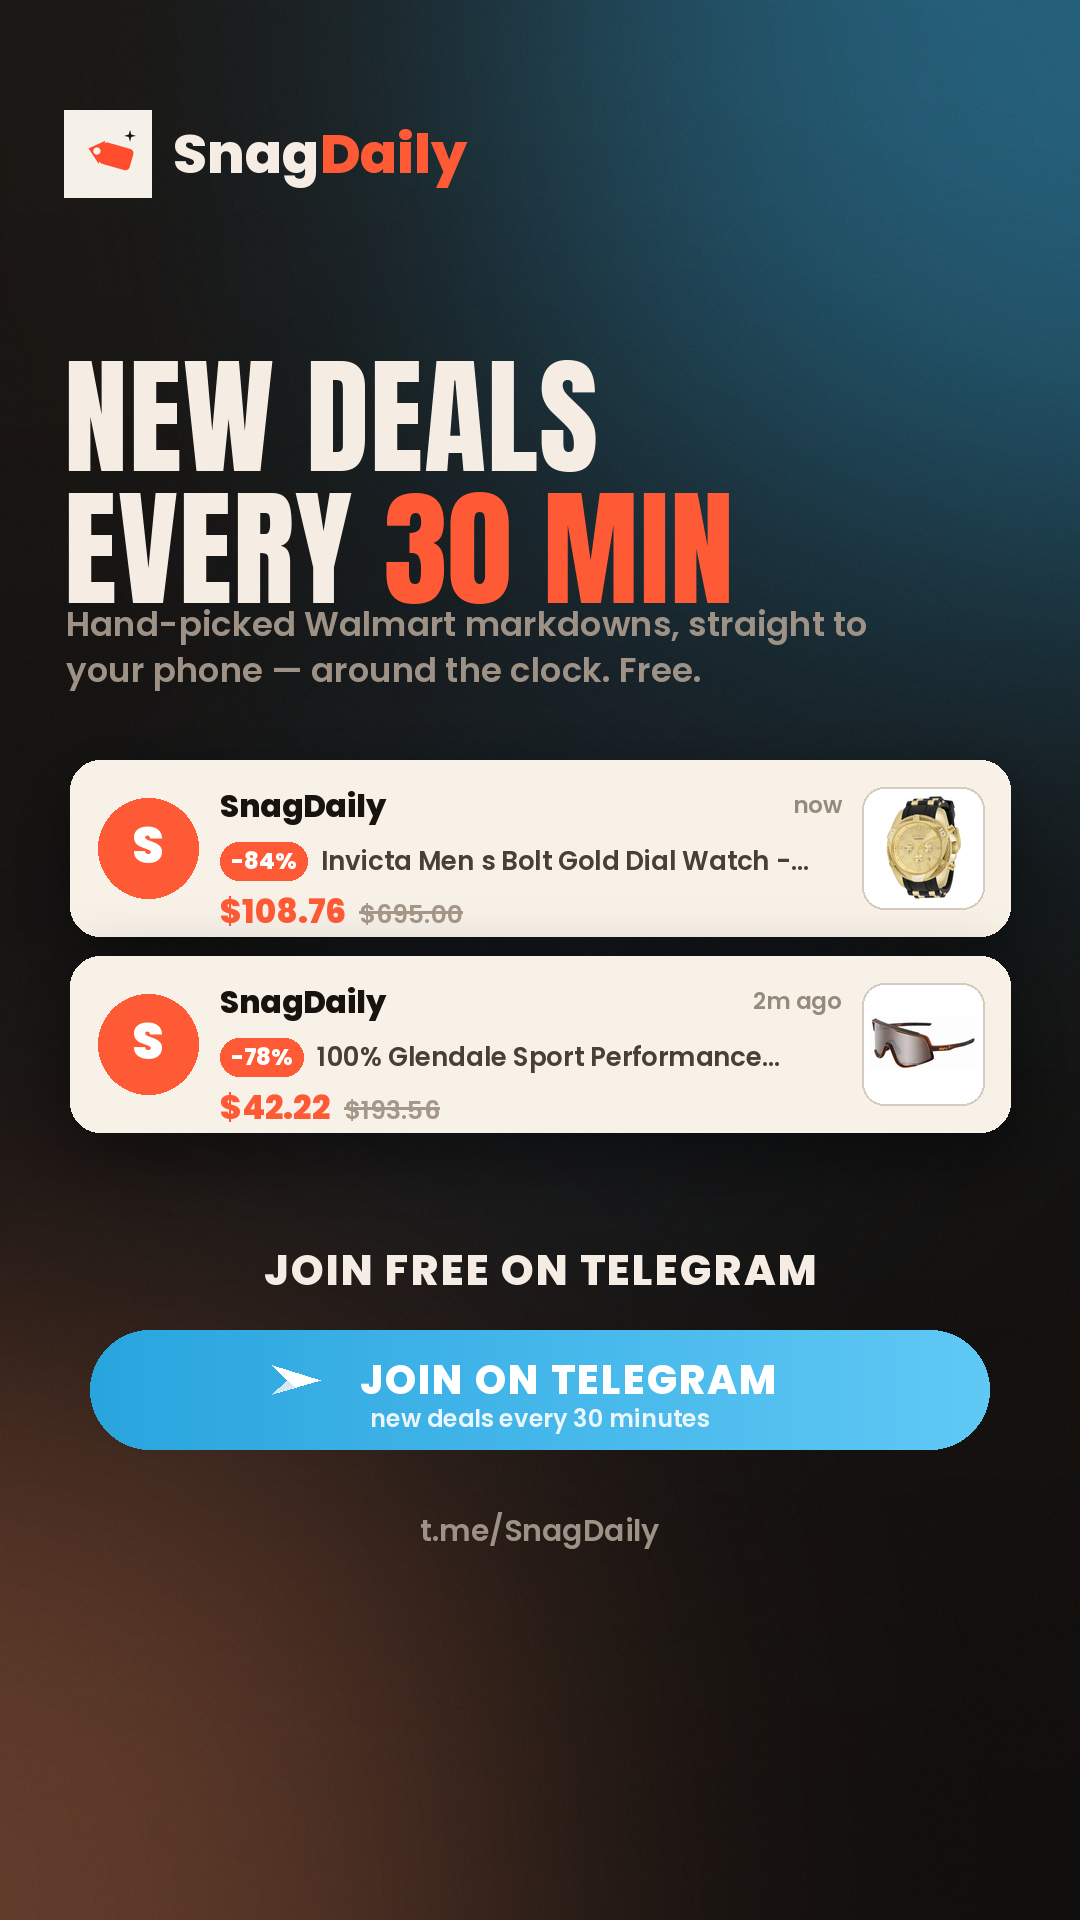 SnagDaily
NEW DEALS
EVERY 30 MIN
Hand-picked Walmart markdowns, straight to
your phone — around the clock. Free.
S
SnagDaily
now
-84% Invicta Men s Bolt Gold Dial Watch -...
$108.76 $695.00
S
SnagDaily
2m ago
-78% 100% Glendale Sport Performance...
$42.22 $193.56
JOIN FREE ON TELEGRAM
JOIN ON TELEGRAM
new deals every 30 minutes
t.me/SnagDaily